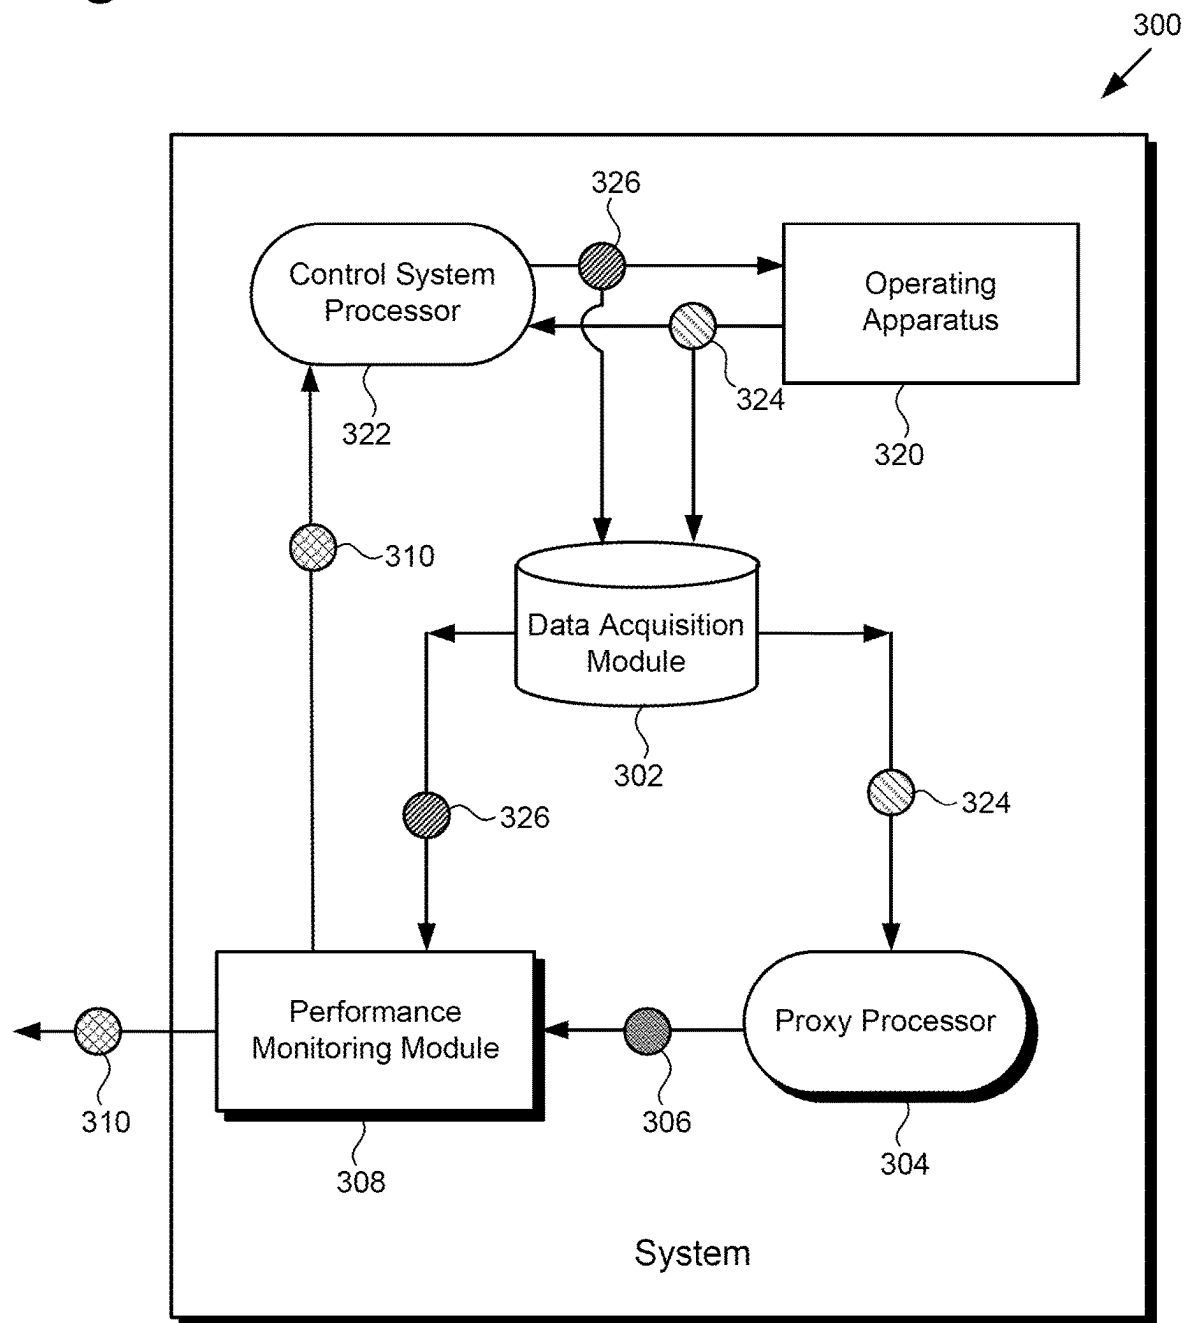 300
326
Control System
Processor
Operating
Apparatus
324
322
320
310
Data Acquisition
Module
302
326
324
Performance
Monitoring Module
Proxy Processor
310
306
304
308
System